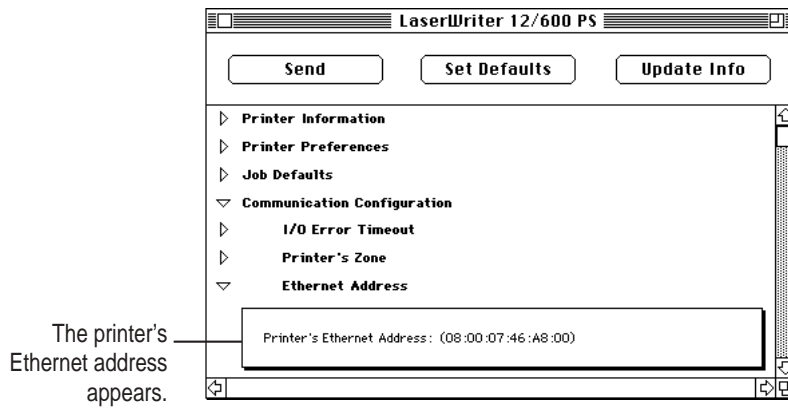 LaserWriter 12/600 PS
Send Set Defaults Update Info
Printer Information
Printer Preferences
Job Defaults
Communication Configuration
I/O Error Timeout
Printer's Zone
Ethernet Address
Printer's Ethernet Address: (08:00:07:46:A8:00)
The printer's
Ethernet address
appears.